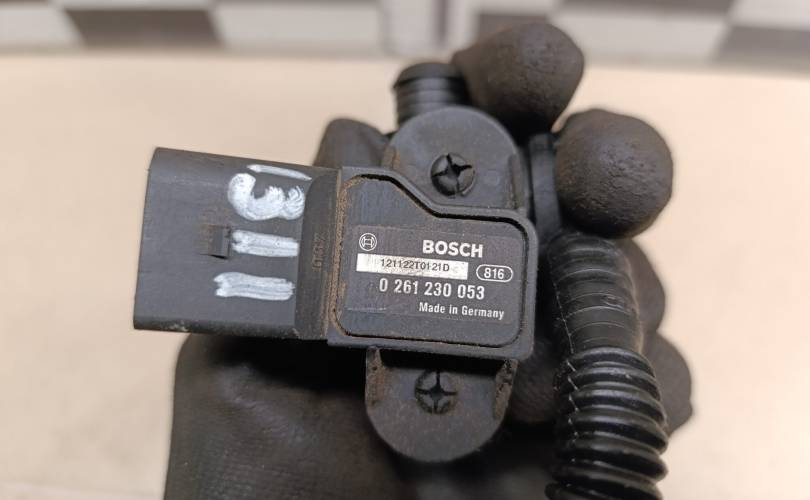 BOSCH
121122T0121D
816
0 261 230 053
Made in Germany